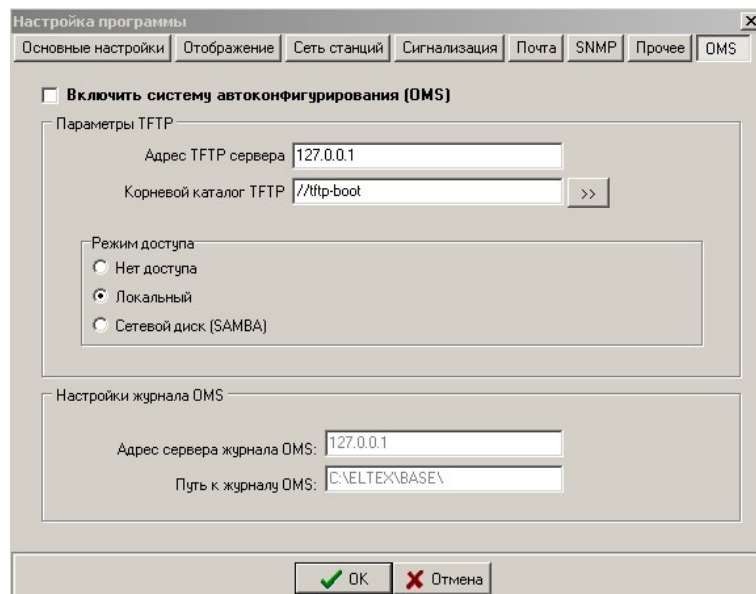 Настройка программы
Основные настройки Отображение Сеть станций Сигнализация Почта SNMP Прочее OMS
Включить систему автоконфигурирования (OMS)
Параметры TFTP
Адрес TFTP сервера 127.0.0.1
Корневой каталог TFTP //tftp-boot >>
Режим доступа
Нет доступа
Локальный
Сетевой диск (SAMBA)
Настройки журнала OMS
Адрес сервера журнала OMS: 127.0.0.1
Путь к журналу OMS: C:\ELTEX\BASE\
OK Отмена